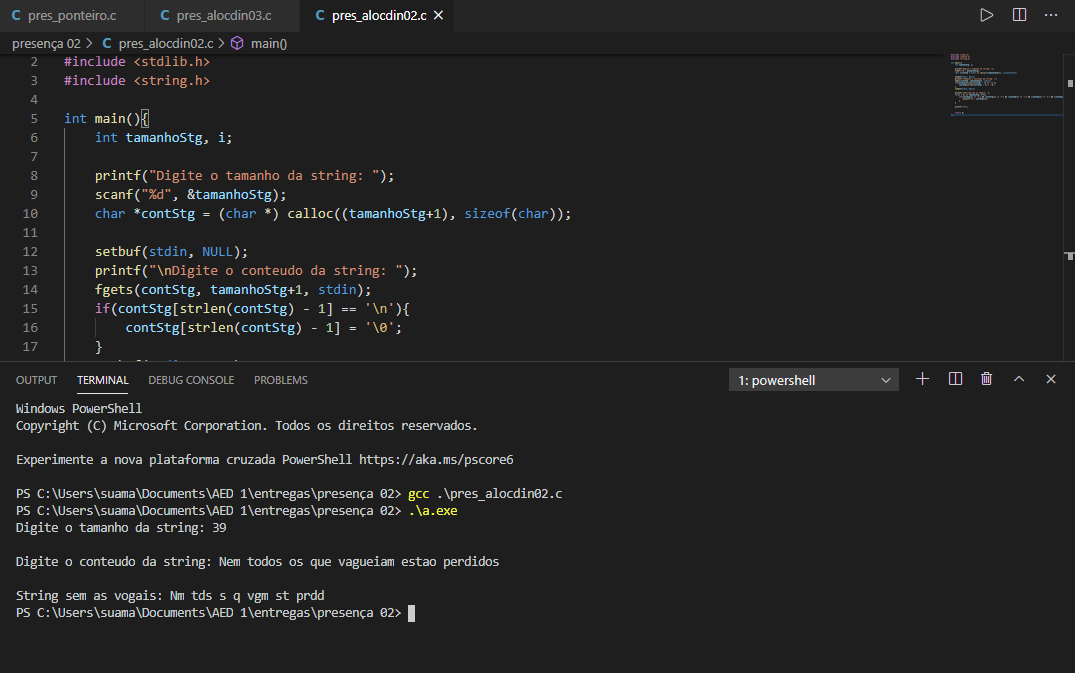 pres_ponteiro.c
pres_alocdin03.c
pres_alocdin02.c
presença 02 > pres_alocdin02.c > main()
2 #include <stdlib.h>
3 #include <string.h>
4
5 int main(){
6 int tamanhoStg, i;
7
8 printf("Digite o tamanho da string: ");
9 scanf("%d", &tamanhoStg);
10 char *contStg = (char *) calloc((tamanhoStg+1), sizeof(char));
11
12 setbuf(stdin, NULL);
13 printf("\nDigite o conteudo da string: ");
14 fgets(contStg, tamanhoStg+1, stdin);
15 if(contStg[strlen(contStg) - 1] == '\n'){
16 contStg[strlen(contStg) - 1] = '\0';
17 }
OUTPUT TERMINAL DEBUG CONSOLE PROBLEMS 1: powershell
Windows PowerShell
Copyright (C) Microsoft Corporation. Todos os direitos reservados.
Experimente a nova plataforma cruzada PowerShell https://aka.ms/pscore6
PS C:\Users\suama\Documents\AED 1\entregas\presença 02> gcc .\pres_alocdin02.c
PS C:\Users\suama\Documents\AED 1\entregas\presença 02> .\a.exe
Digite o tamanho da string: 39
Digite o conteudo da string: Nem todos os que vagueiam estao perdidos
String sem as vogais: Nm tds s q vgm st prdd
PS C:\Users\suama\Documents\AED 1\entregas\presença 02>